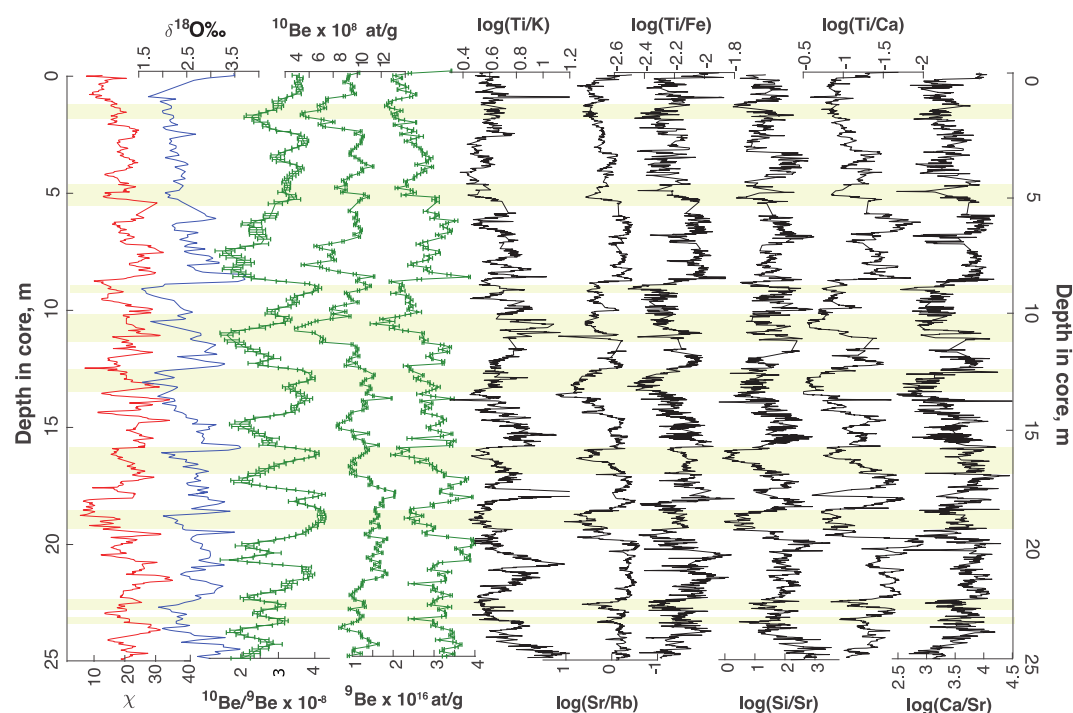 δ¹⁸O‰ ¹⁰Be x 10⁸ at/g log(Ti/K) log(Ti/Fe) log(Ti/Ca)
1.5 2.5 3.5 4 6 8 10 12 0.4 0.6 0.8 1 1.2 -2.6 -2.4 -2.2 -2 -1.8 -0.5 -1 -1.5 -2
0 0
5 5
10 10
15 15
20 20
25 25
Depth in core, m
Depth in core, m
10 20 30 40 2 3 4 1 2 3 4 1 0 -1 0 1 2 3 2.5 3 3.5 4 4.5
χ ¹⁰Be/⁹Be x 10⁻⁸ ⁹Be x 10¹⁶ at/g log(Sr/Rb) log(Si/Sr) log(Ca/Sr)